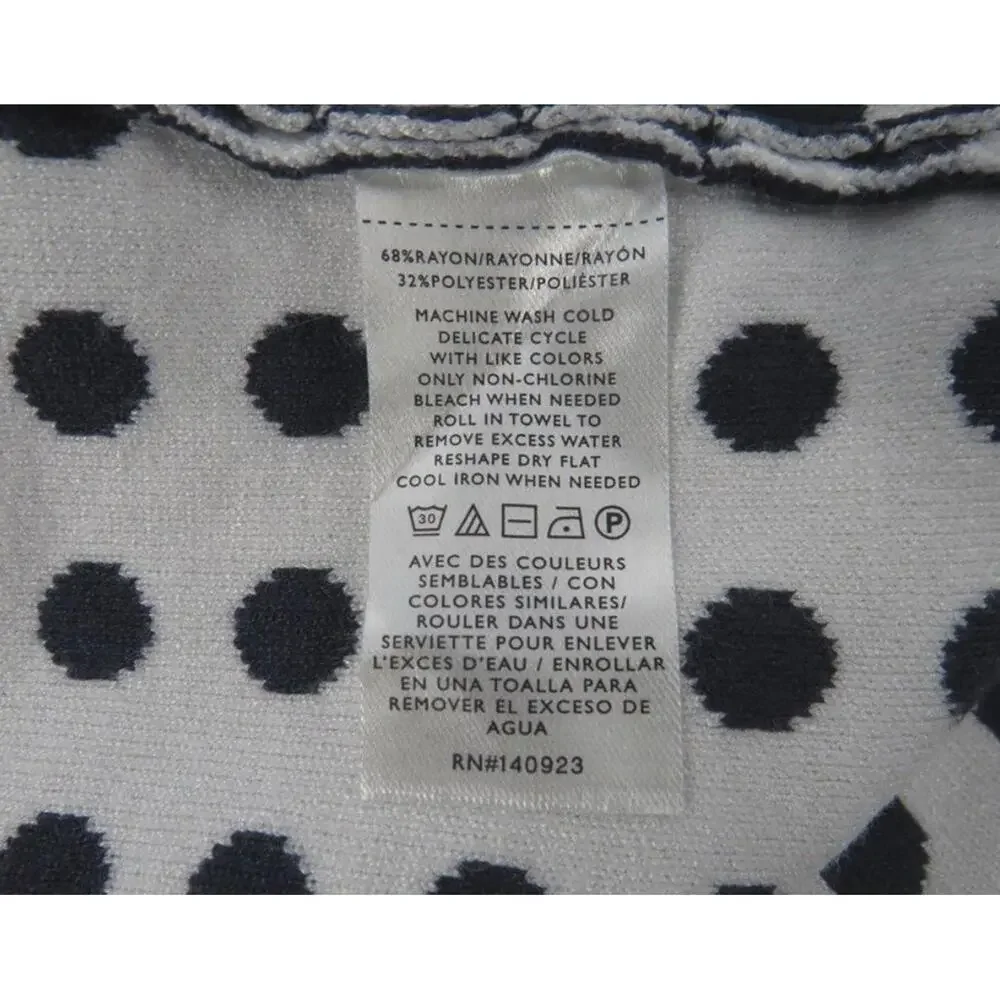 68%RAYON/RAYONNE/RAYÓN
32%POLYESTER/POLIÉSTER
MACHINE WASH COLD
DELICATE CYCLE
WITH LIKE COLORS
ONLY NON-CHLORINE
BLEACH WHEN NEEDED
ROLL IN TOWEL TO
REMOVE EXCESS WATER
RESHAPE DRY FLAT
COOL IRON WHEN NEEDED
30 P
AVEC DES COULEURS
SEMBLABLES / CON
COLORES SIMILARES/
ROULER DANS UNE
SERVIETTE POUR ENLEVER
L'EXCES D'EAU / ENROLLAR
EN UNA TOALLA PARA
REMOVER EL EXCESO DE
AGUA
RN#140923